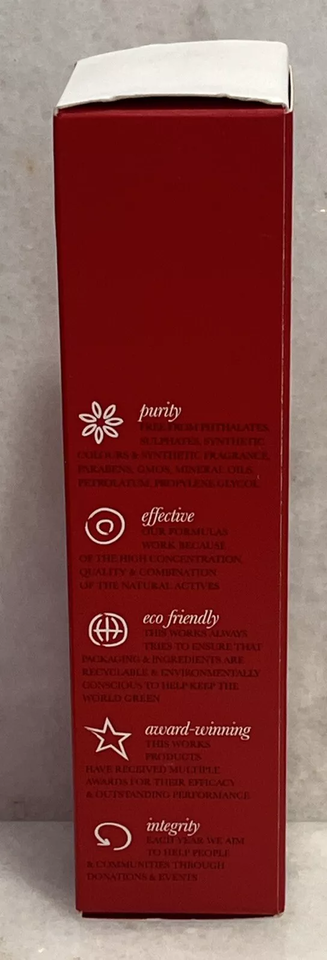 purity
FREE FROM PHTHALATES
SULPHATES, SYNTHETIC
COLOURS & SYNTHETIC FRAGRANCE,
PARABENS, GMOS, MINERAL OILS,
PETROLATUM, PROPYLENE GLYCOL
effective
OUR FORMULAS
WORK BECAUSE
OF THE HIGH CONCENTRATION,
QUALITY & COMBINATION
OF THE NATURAL ACTIVES
eco friendly
THIS WORKS ALWAYS
TRIES TO ENSURE THAT
PACKAGING & INGREDIENTS ARE
RECYCLABLE & ENVIRONMENTALLY
CONSCIOUS TO HELP KEEP THE
WORLD GREEN
award-winning
THIS WORKS
PRODUCTS
HAVE RECEIVED MULTIPLE
AWARDS FOR THEIR EFFICACY
& OUTSTANDING PERFORMANCE
integrity
EACH YEAR WE AIM
TO HELP PEOPLE
& COMMUNITIES THROUGH
DONATIONS & EVENTS